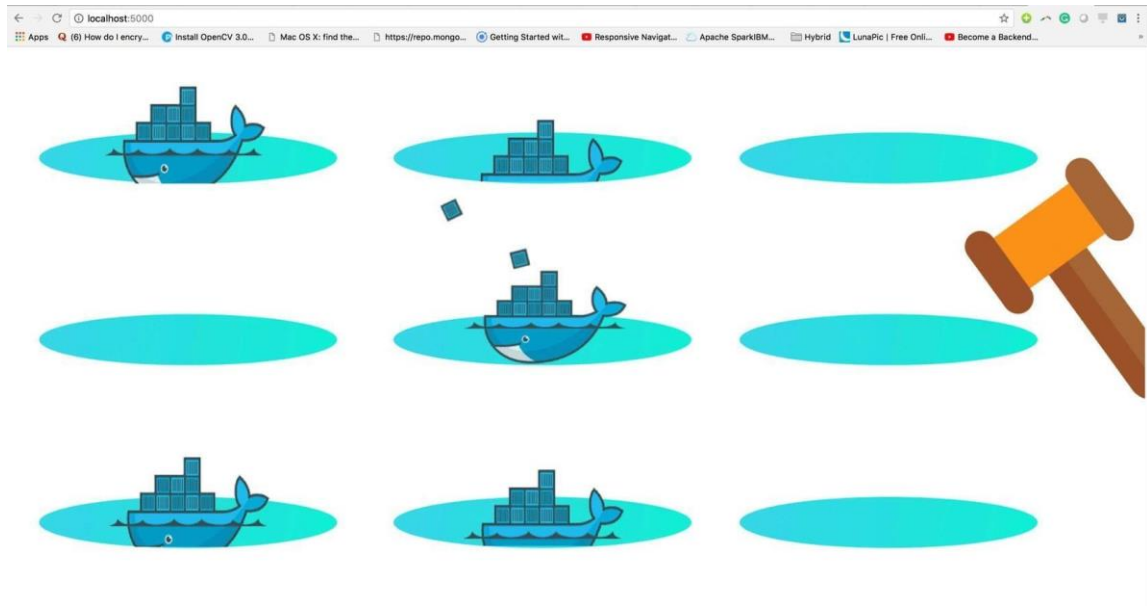 localhost:5000
Apps (6) How do I encry... Install OpenCV 3.0... Mac OS X: find the... https://repo.mongo... Getting Started wit... Responsive Navigat... Apache SparkIBM... Hybrid LunaPic | Free Onli... Become a Backend... »